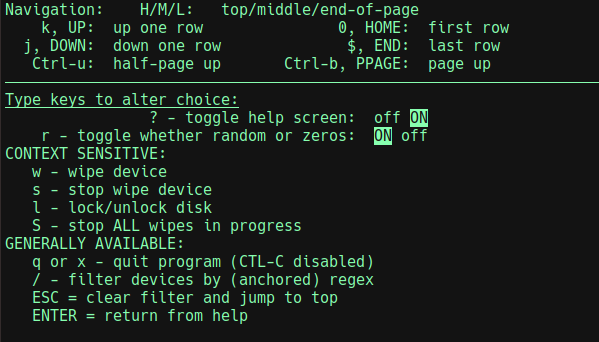 Navigation:    H/M/L:   top/middle/end-of-page
k, UP:  up one row    0, HOME:  first row
j, DOWN:  down one row    $, END:  last row
Ctrl-u:  half-page up    Ctrl-b, PPAGE:  page up
Type keys to alter choice:
? - toggle help screen:  off ON
r - toggle whether random or zeros:  ON off
CONTEXT SENSITIVE:
w - wipe device
s - stop wipe device
l - lock/unlock disk
S - stop ALL wipes in progress
GENERALLY AVAILABLE:
q or x - quit program (CTL-C disabled)
/ - filter devices by (anchored) regex
ESC = clear filter and jump to top
ENTER = return from help